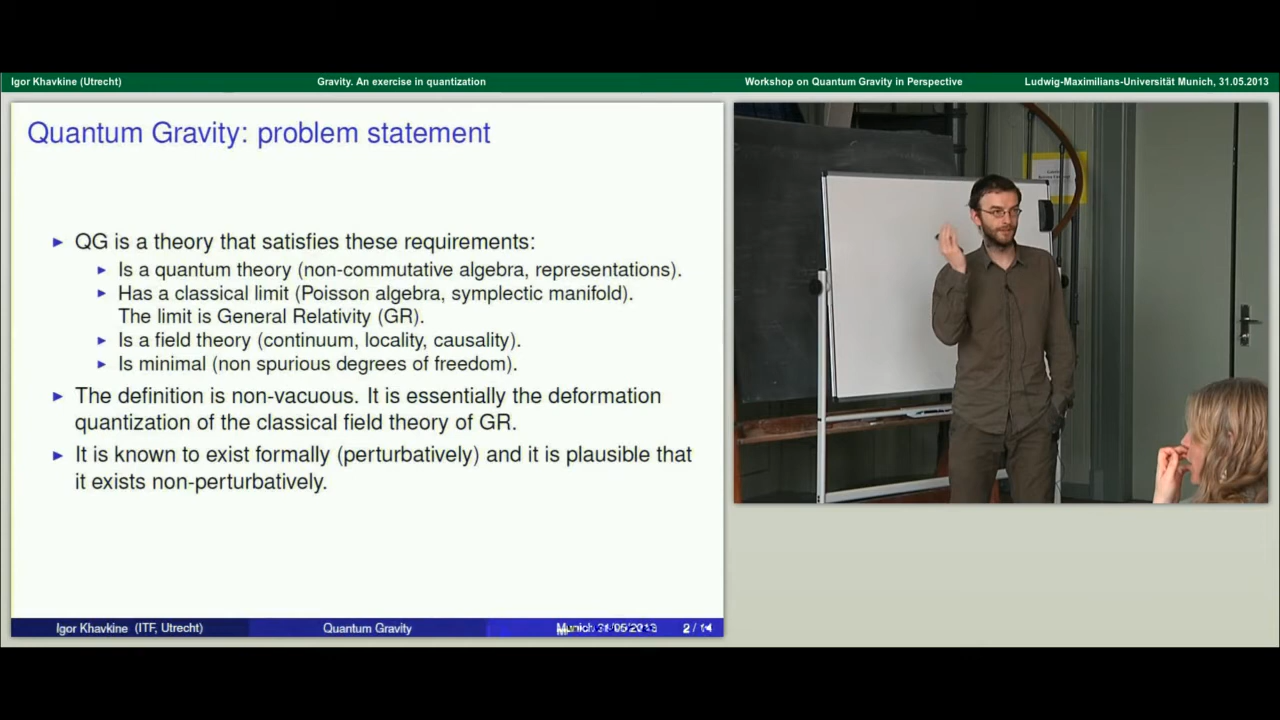 Igor Khavkine (Utrecht)
Gravity. An exercise in quantization
Workshop on Quantum Gravity in Perspective
Ludwig-Maximilians-Universität Munich, 31.05.2013
Quantum Gravity: problem statement
QG is a theory that satisfies these requirements:
Is a quantum theory (non-commutative algebra, representations).
Has a classical limit (Poisson algebra, symplectic manifold).
The limit is General Relativity (GR).
Is a field theory (continuum, locality, causality).
Is minimal (non spurious degrees of freedom).
The definition is non-vacuous. It is essentially the deformation
quantization of the classical field theory of GR.
It is known to exist formally (perturbatively) and it is plausible that
it exists non-perturbatively.
Igor Khavkine (ITF, Utrecht)
Quantum Gravity
Munich 31/05/2013
2 / 14